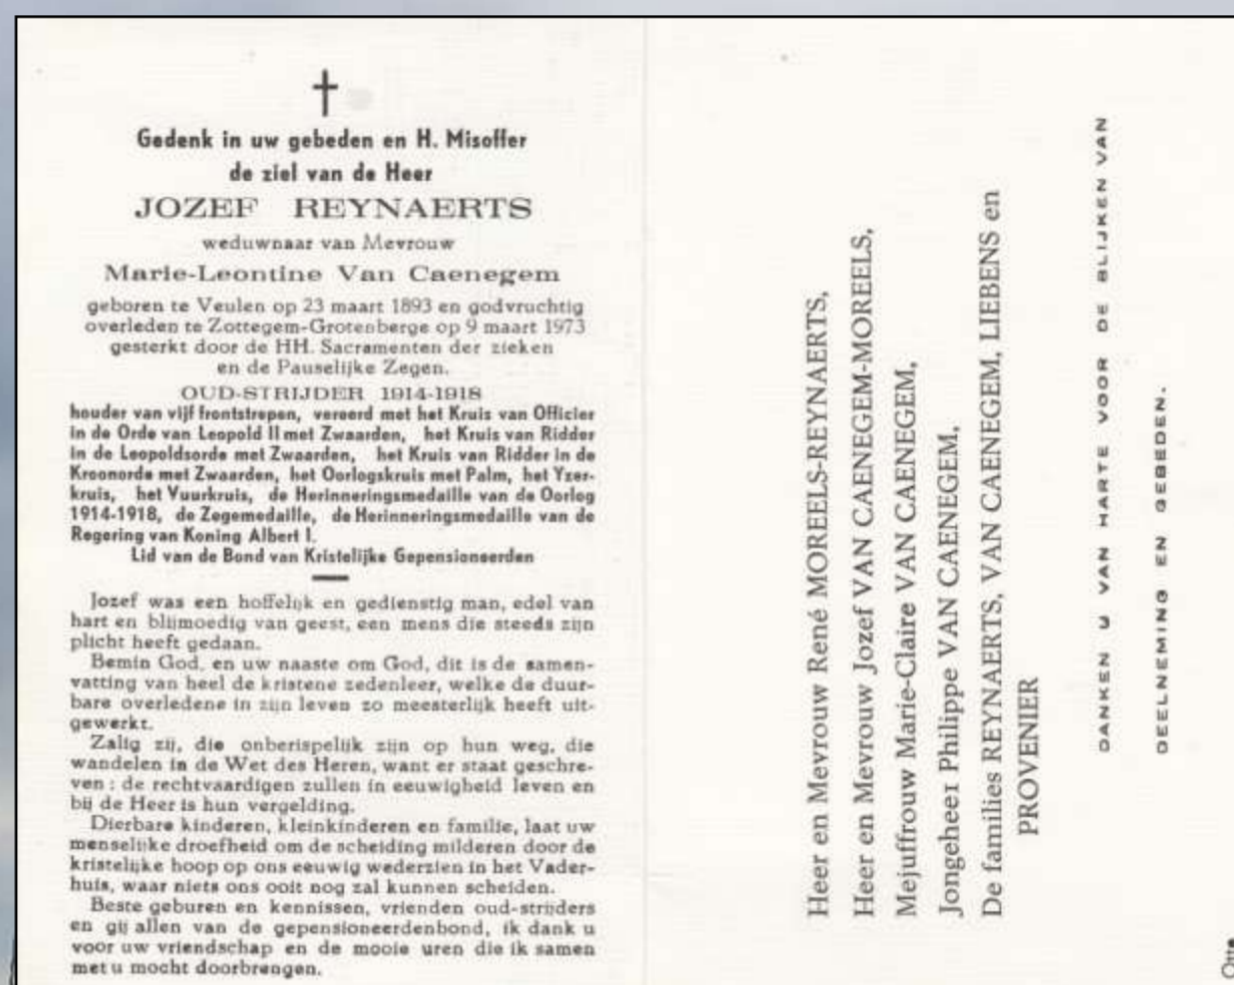 Gedenk in uw gebeden en H. Misoffer
de ziel van de Heer
JOZEF REYNAERTS
weduwnaar van Mevrouw
Marie-Leontine Van Caenegem
geboren te Veulen op 23 maart 1893 en godvruchtig
overleden te Zottegem-Grotenberge op 9 maart 1973
gesterkt door de HH. Sacramenten der zieken
en de Pauselijke Zegen.
OUD-STRIJDER 1914-1918
houder van vijf frontstrepen, vereerd met het Kruis van Officier
in de Orde van Leopold II met Zwaarden, het Kruis van Ridder
in de Leopoldsorde met Zwaarden, het Kruis van Ridder in de
Kroonorde met Zwaarden, het Oorlogskruis met Palm, het Yzer-
kruis, het Vuurkruis, de Herinneringsmedaille van de Oorlog
1914-1918, de Zegemedaille, de Herinneringsmedaille van de
Regering van Koning Albert I.
Lid van de Bond van Kristelijke Gepensioneerden
Jozef was een hoffelijk en gedienstig man, edel van
hart en blijmoedig van geest, een mens die steeds zijn
plicht heeft gedaan.
Bemin God, en uw naaste om God, dit is de samen-
vatting van heel de kristene zedenleer, welke de duur-
bare overledene in zijn leven zo meesterlijk heeft uit-
gewerkt.
Zalig zij, die onberispelijk zijn op hun weg, die
wandelen in de Wet des Heren, want er staat geschre-
ven : de rechtvaardigen zullen in eeuwigheid leven en
bij de Heer is hun vergelding.
Dierbare kinderen, kleinkinderen en familie, laat uw
menselijke droefheid om de scheiding milderen door de
kristelijke hoop op ons eeuwig wederzien in het Vader-
huis, waar niets ons ooit nog zal kunnen scheiden.
Beste geburen en kennissen, vrienden oud-strijders
en gij allen van de gepensioneerdenbond, ik dank u
voor uw vriendschap en de mooie uren die ik samen
met u mocht doorbrengen.
Heer en Mevrouw René MOREELS-REYNAERTS,
Heer en Mevrouw Jozef VAN CAENEGEM-MOREELS,
Mejuffrouw Marie-Claire VAN CAENEGEM,
Jongeheer Philippe VAN CAENEGEM,
De families REYNAERTS, VAN CAENEGEM, LIEBENS en
PROVENIER
DANKEN U VAN HARTE VOOR DE BLIJKEN VAN
DEELNEMING EN GEBEDEN.